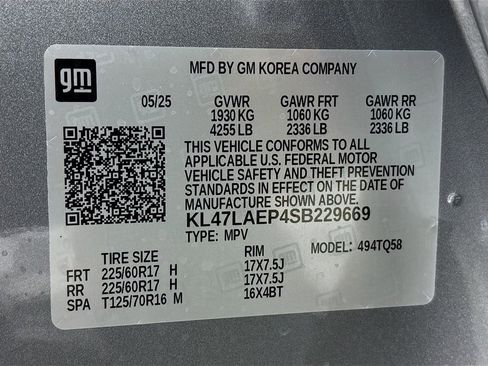 gm
MFD BY GM KOREA COMPANY
05/25 GVWR GAWR FRT GAWR RR
1930 KG 1060 KG 1060 KG
4255 LB 2336 LB 2336 LB
THIS VEHICLE CONFORMS TO ALL
APPLICABLE U.S. FEDERAL MOTOR
VEHICLE SAFETY AND THEFT PREVENTION
STANDARDS IN EFFECT ON THE DATE OF
MANUFACTURE SHOWN ABOVE.
KL47LAEP4SB229669
TYPE: MPV MODEL: 494TQ58
TIRE SIZE RIM
FRT 225/60R17 H 17X7.5J
RR 225/60R17 H 17X7.5J
SPA T125/70R16 M 16X4BT